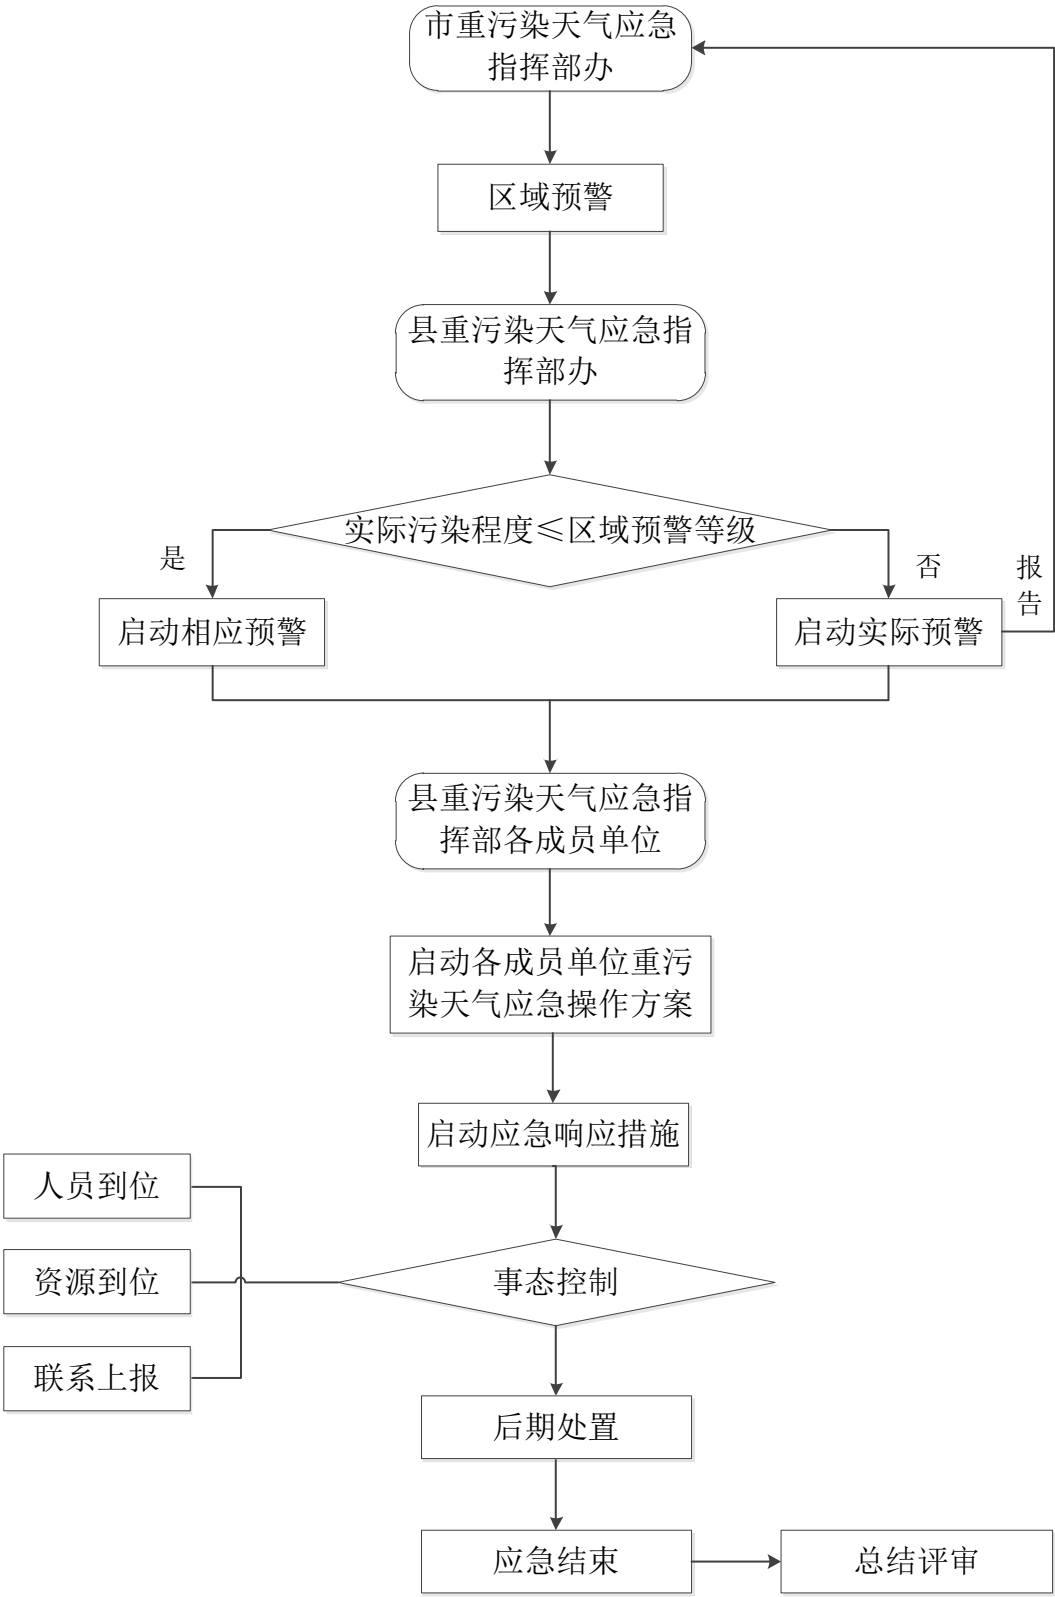 市重污染天气应急
指挥部办
区域预警
县重污染天气应急指
挥部办
实际污染程度≤区域预警等级
是
否
报
告
启动相应预警
启动实际预警
县重污染天气应急指
挥部各成员单位
启动各成员单位重污
染天气应急操作方案
启动应急响应措施
人员到位
资源到位
联系上报
事态控制
后期处置
应急结束
总结评审